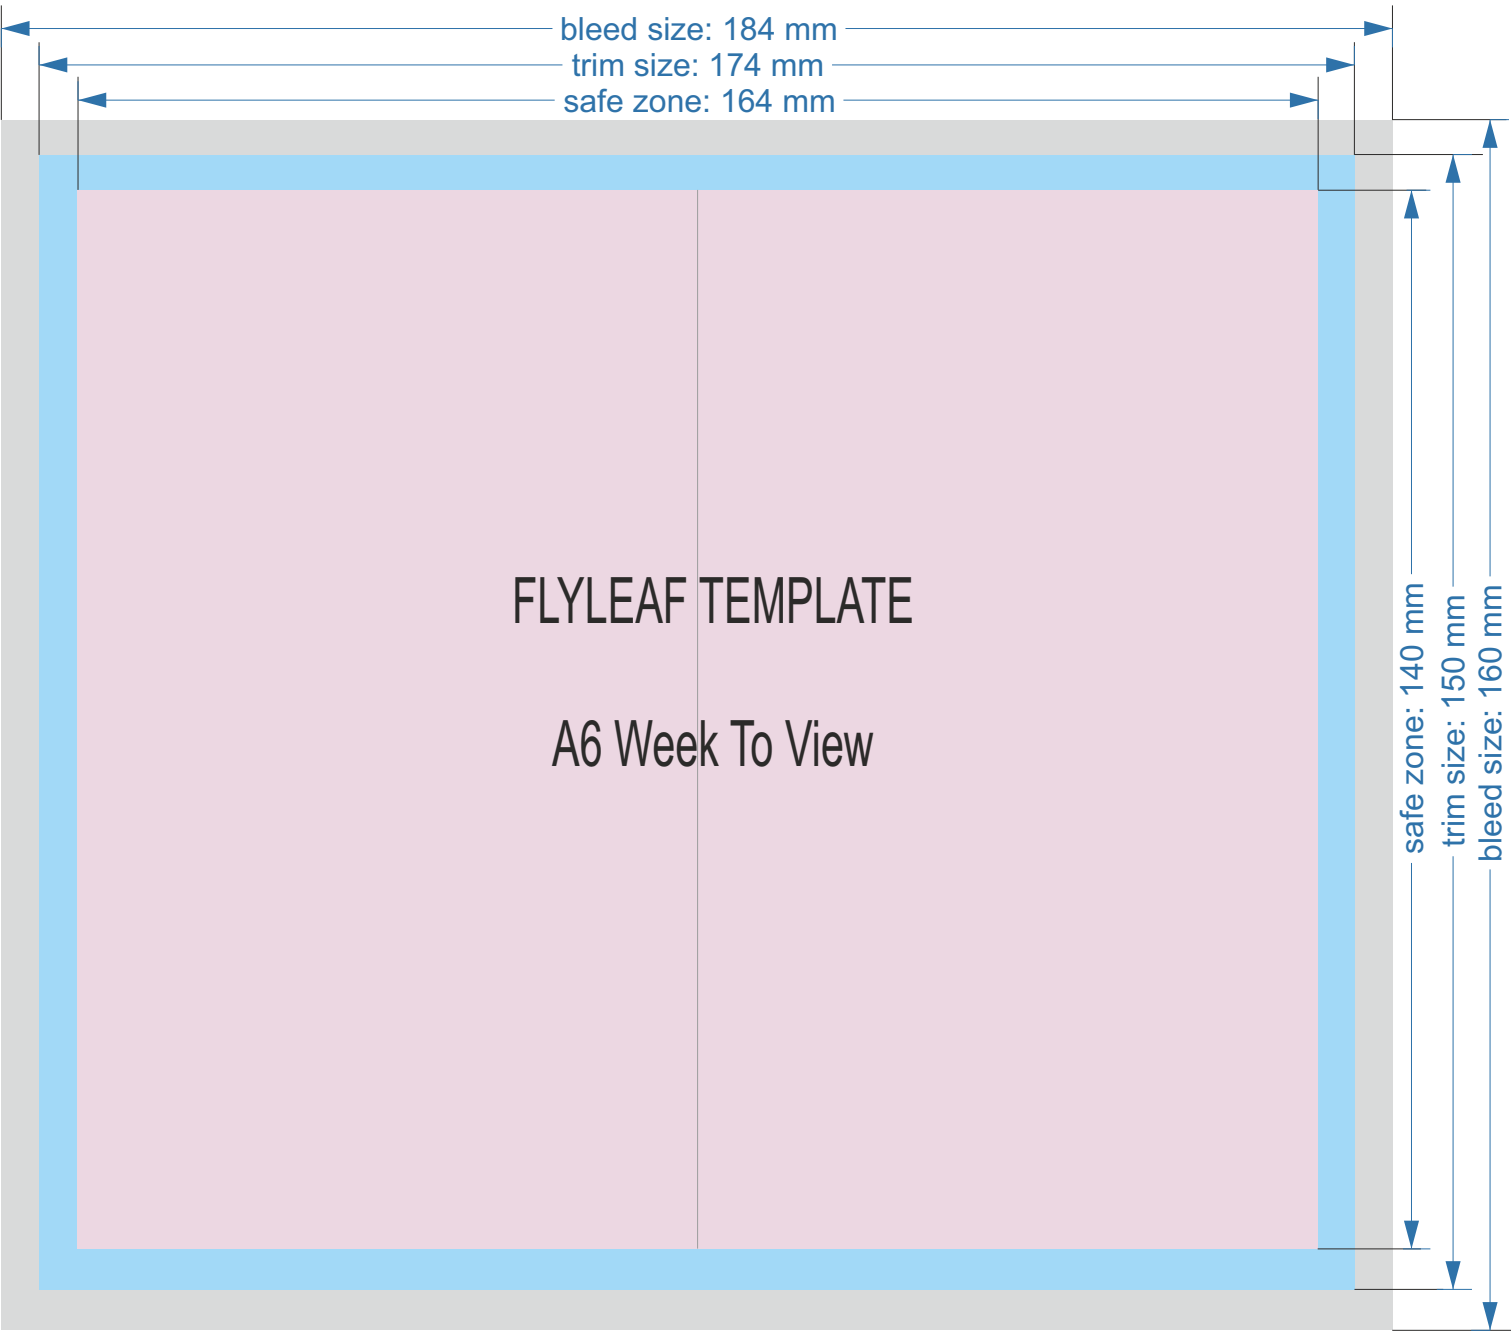 bleed size: 184 mm
trim size: 174 mm
safe zone: 164 mm
FLYLEAF TEMPLATE
A6 Week To View
safe zone: 140 mm
trim size: 150 mm
bleed size: 160 mm